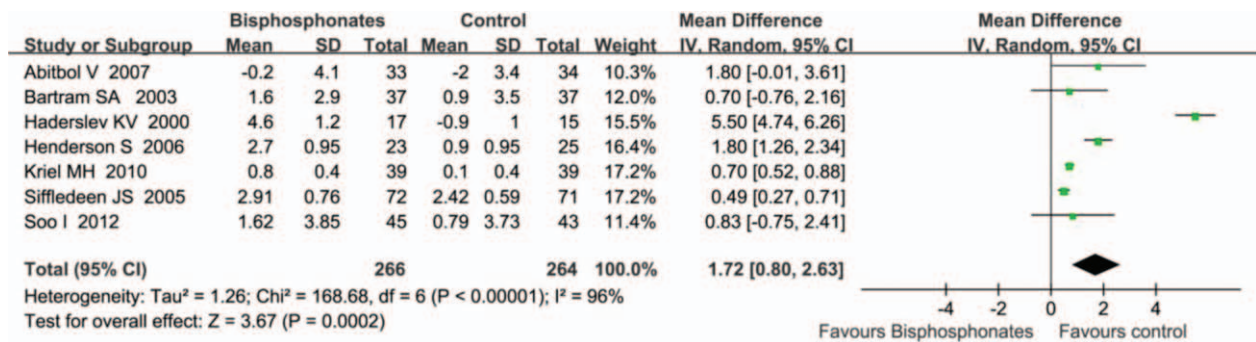 Bisphosphonates Control Mean Difference Mean Difference
Study or Subgroup Mean SD Total Mean SD Total Weight IV, Random, 95% CI IV, Random, 95% CI
Abitbol V 2007 -0.2 4.1 33 -2 3.4 34 10.3% 1.80 [-0.01, 3.61]
Bartram SA 2003 1.6 2.9 37 0.9 3.5 37 12.0% 0.70 [-0.76, 2.16]
Haderslev KV 2000 4.6 1.2 17 -0.9 1 15 15.5% 5.50 [4.74, 6.26]
Henderson S 2006 2.7 0.95 23 0.9 0.95 25 16.4% 1.80 [1.26, 2.34]
Kriel MH 2010 0.8 0.4 39 0.1 0.4 39 17.2% 0.70 [0.52, 0.88]
Siffledeen JS 2005 2.91 0.76 72 2.42 0.59 71 17.2% 0.49 [0.27, 0.71]
Soo I 2012 1.62 3.85 45 0.79 3.73 43 11.4% 0.83 [-0.75, 2.41]
Total (95% CI) 266 264 100.0% 1.72 [0.80, 2.63]
Heterogeneity: Tau² = 1.26; Chi² = 168.68, df = 6 (P < 0.00001); I² = 96%
Test for overall effect: Z = 3.67 (P = 0.0002)
-4 -2 0 2 4
Favours Bisphosphonates Favours control